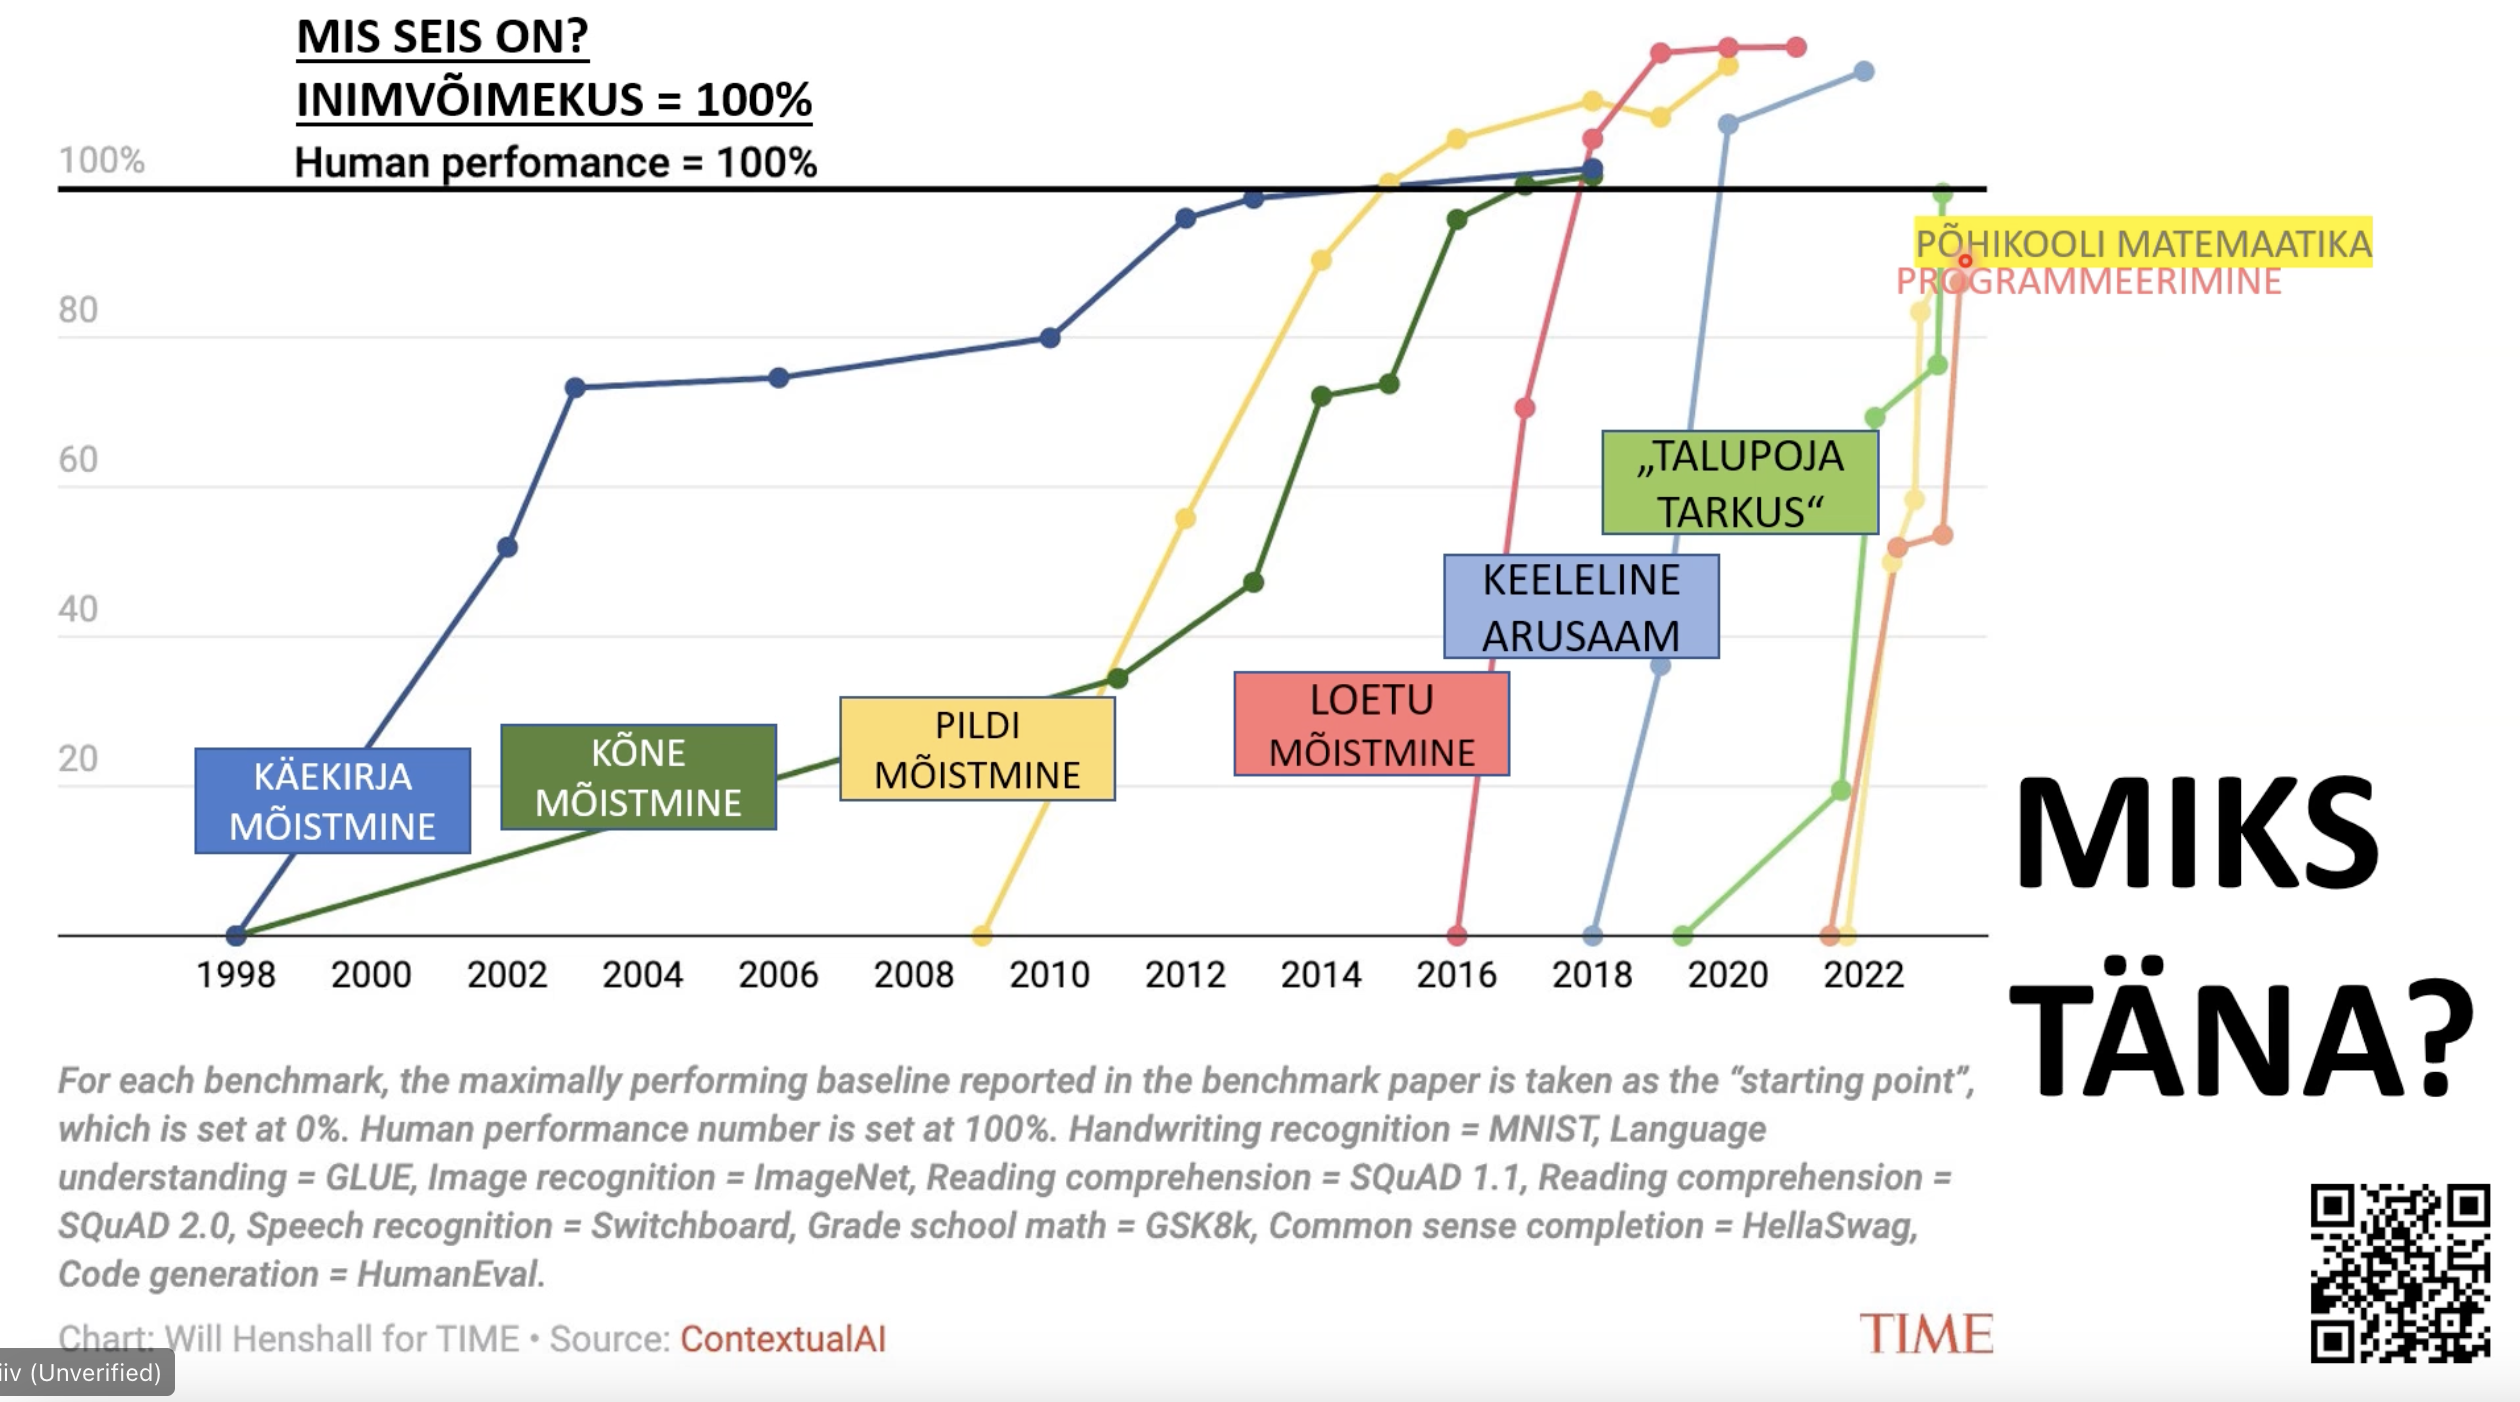 MIS SEIS ON?
INIMVÕIMEKUS = 100%
Human perfomance = 100%
100%
80
60
40
20
PÕHIKOOLI MATEMAATIKA
PROGRAMMEERIMINE
„TALUPOJA
TARKUS“
KEELELINE
ARUSAAM
LOETU
MÕISTMINE
PILDI
MÕISTMINE
KÕNE
MÕISTMINE
KÄEKIRJA
MÕISTMINE
1998 2000 2002 2004 2006 2008 2010 2012 2014 2016 2018 2020 2022
MIKS
TÄNA?
For each benchmark, the maximally performing baseline reported in the benchmark paper is taken as the “starting point”,
which is set at 0%. Human performance number is set at 100%. Handwriting recognition = MNIST, Language
understanding = GLUE, Image recognition = ImageNet, Reading comprehension = SQuAD 1.1, Reading comprehension =
SQuAD 2.0, Speech recognition = Switchboard, Grade school math = GSK8k, Common sense completion = HellaSwag,
Code generation = HumanEval.
Chart: Will Henshall for TIME • Source: ContextualAI
TIME
(Unverified)